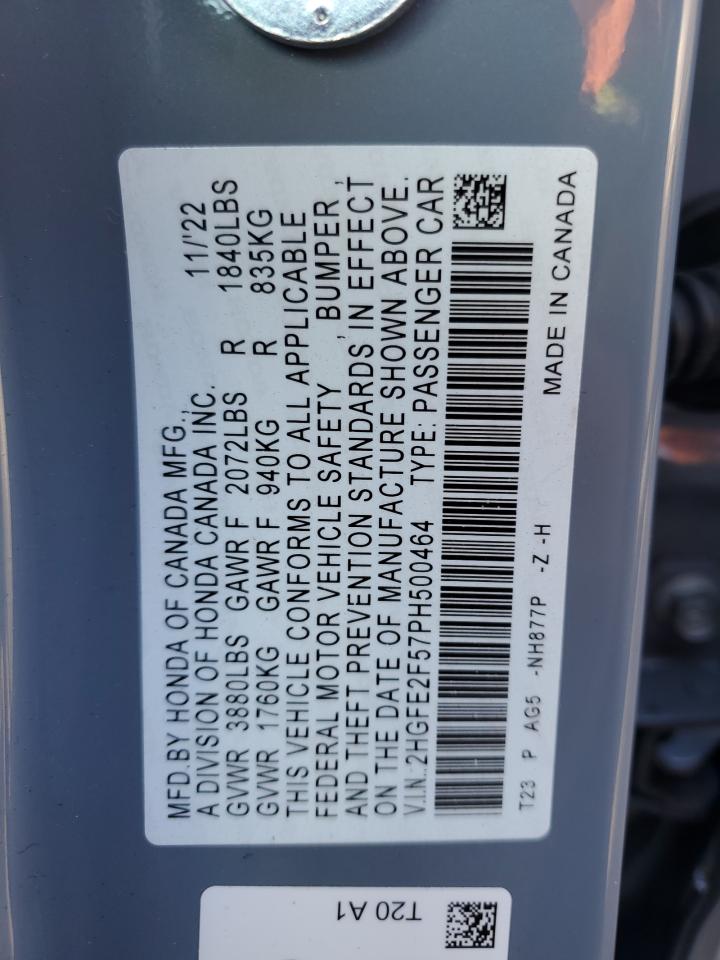 MFD.BY HONDA OF CANADA MFG., 11/'22
A DIVISION OF HONDA CANADA INC.
GVWR 3880LBS GAWR F 2072LBS R 1840LBS
GVWR 1760KG GAWR F 940KG R 835KG
THIS VEHICLE CONFORMS TO ALL APPLICABLE
FEDERAL MOTOR VEHICLE SAFETY , BUMPER ,
AND THEFT PREVENTION STANDARDS IN EFFECT
ON THE DATE OF MANUFACTURE SHOWN ABOVE.
V.I.N.:2HGFE2F57PH500464 TYPE: PASSENGER CAR
T23 P AG5 -NH877P -Z -H MADE IN CANADA
T20 A1